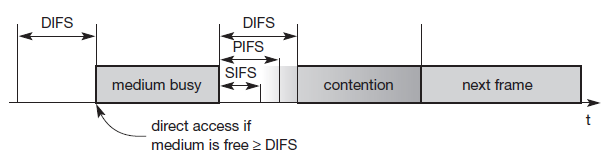 DIFS
DIFS
PIFS
SIFS
medium busy
contention
next frame
t
direct access if
medium is free ≥ DIFS